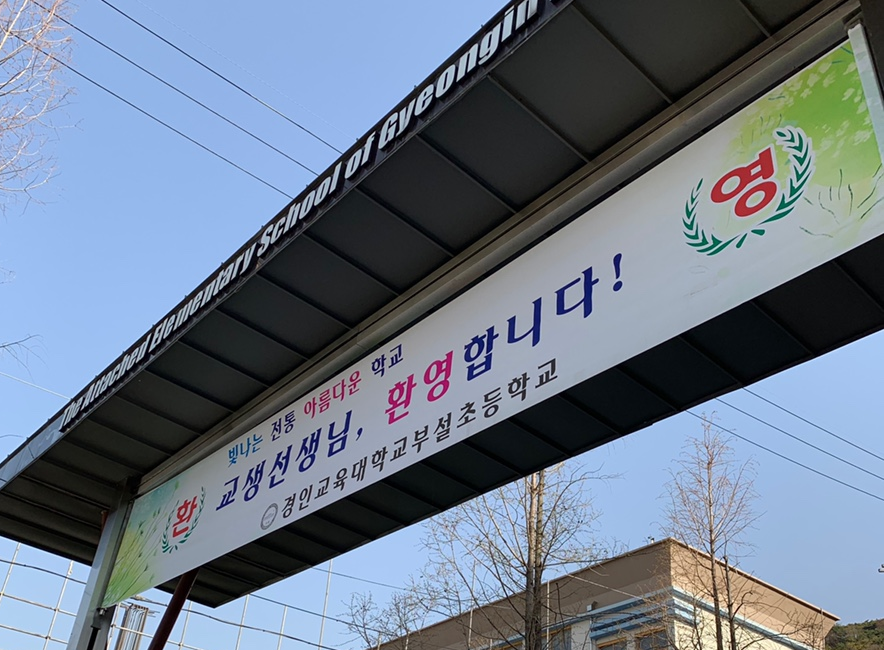 The Attached Elementary School of Gyeongin
환
빛나는 전통 아름다운 학교
교생선생님, 환영합니다!
경인교육대학교부설초등학교
영